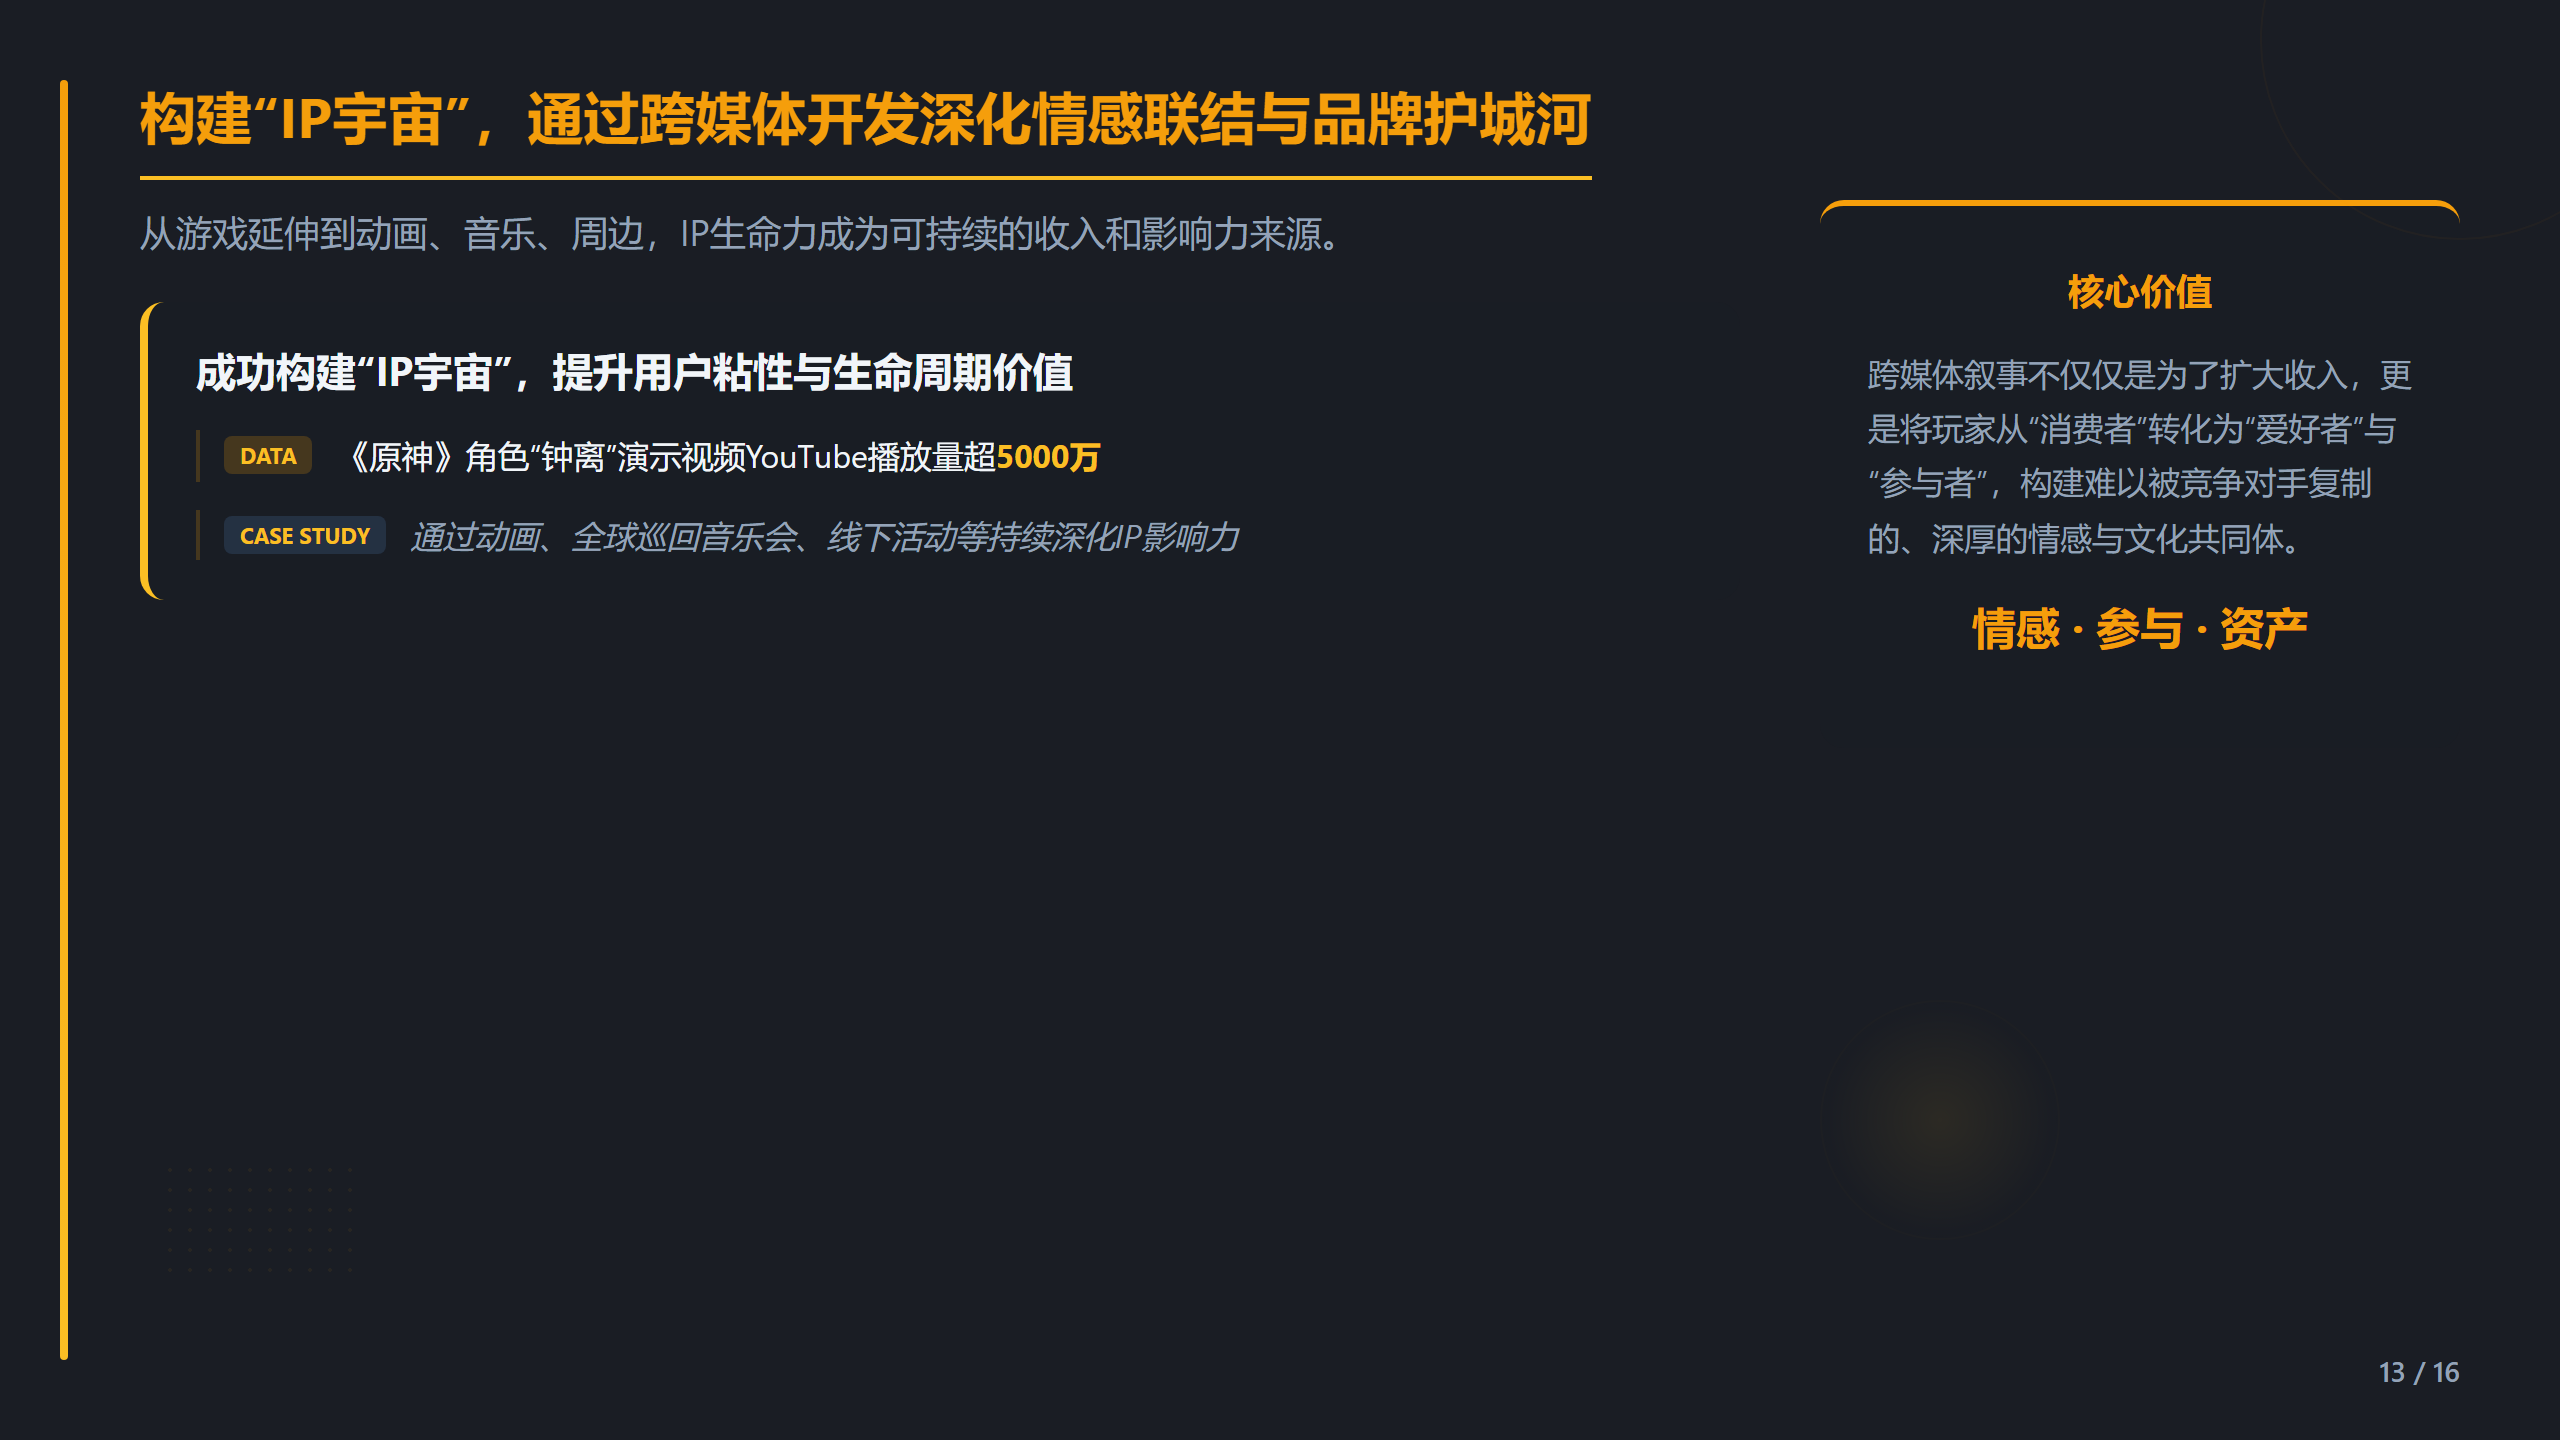 构建“IP宇宙”，通过跨媒体开发深化情感联结与品牌护城河
从游戏延伸到动画、音乐、周边，IP生命力成为可持续的收入和影响力来源。
成功构建“IP宇宙”，提升用户粘性与生命周期价值
DATA 《原神》角色“钟离”演示视频YouTube播放量超5000万
CASE STUDY 通过动画、全球巡回音乐会、线下活动等持续深化IP影响力
核心价值
跨媒体叙事不仅仅是为了扩大收入，更
是将玩家从“消费者”转化为“爱好者”与
“参与者”，构建难以被竞争对手复制
的、深厚的情感与文化共同体。
情感 · 参与 · 资产
13 / 16